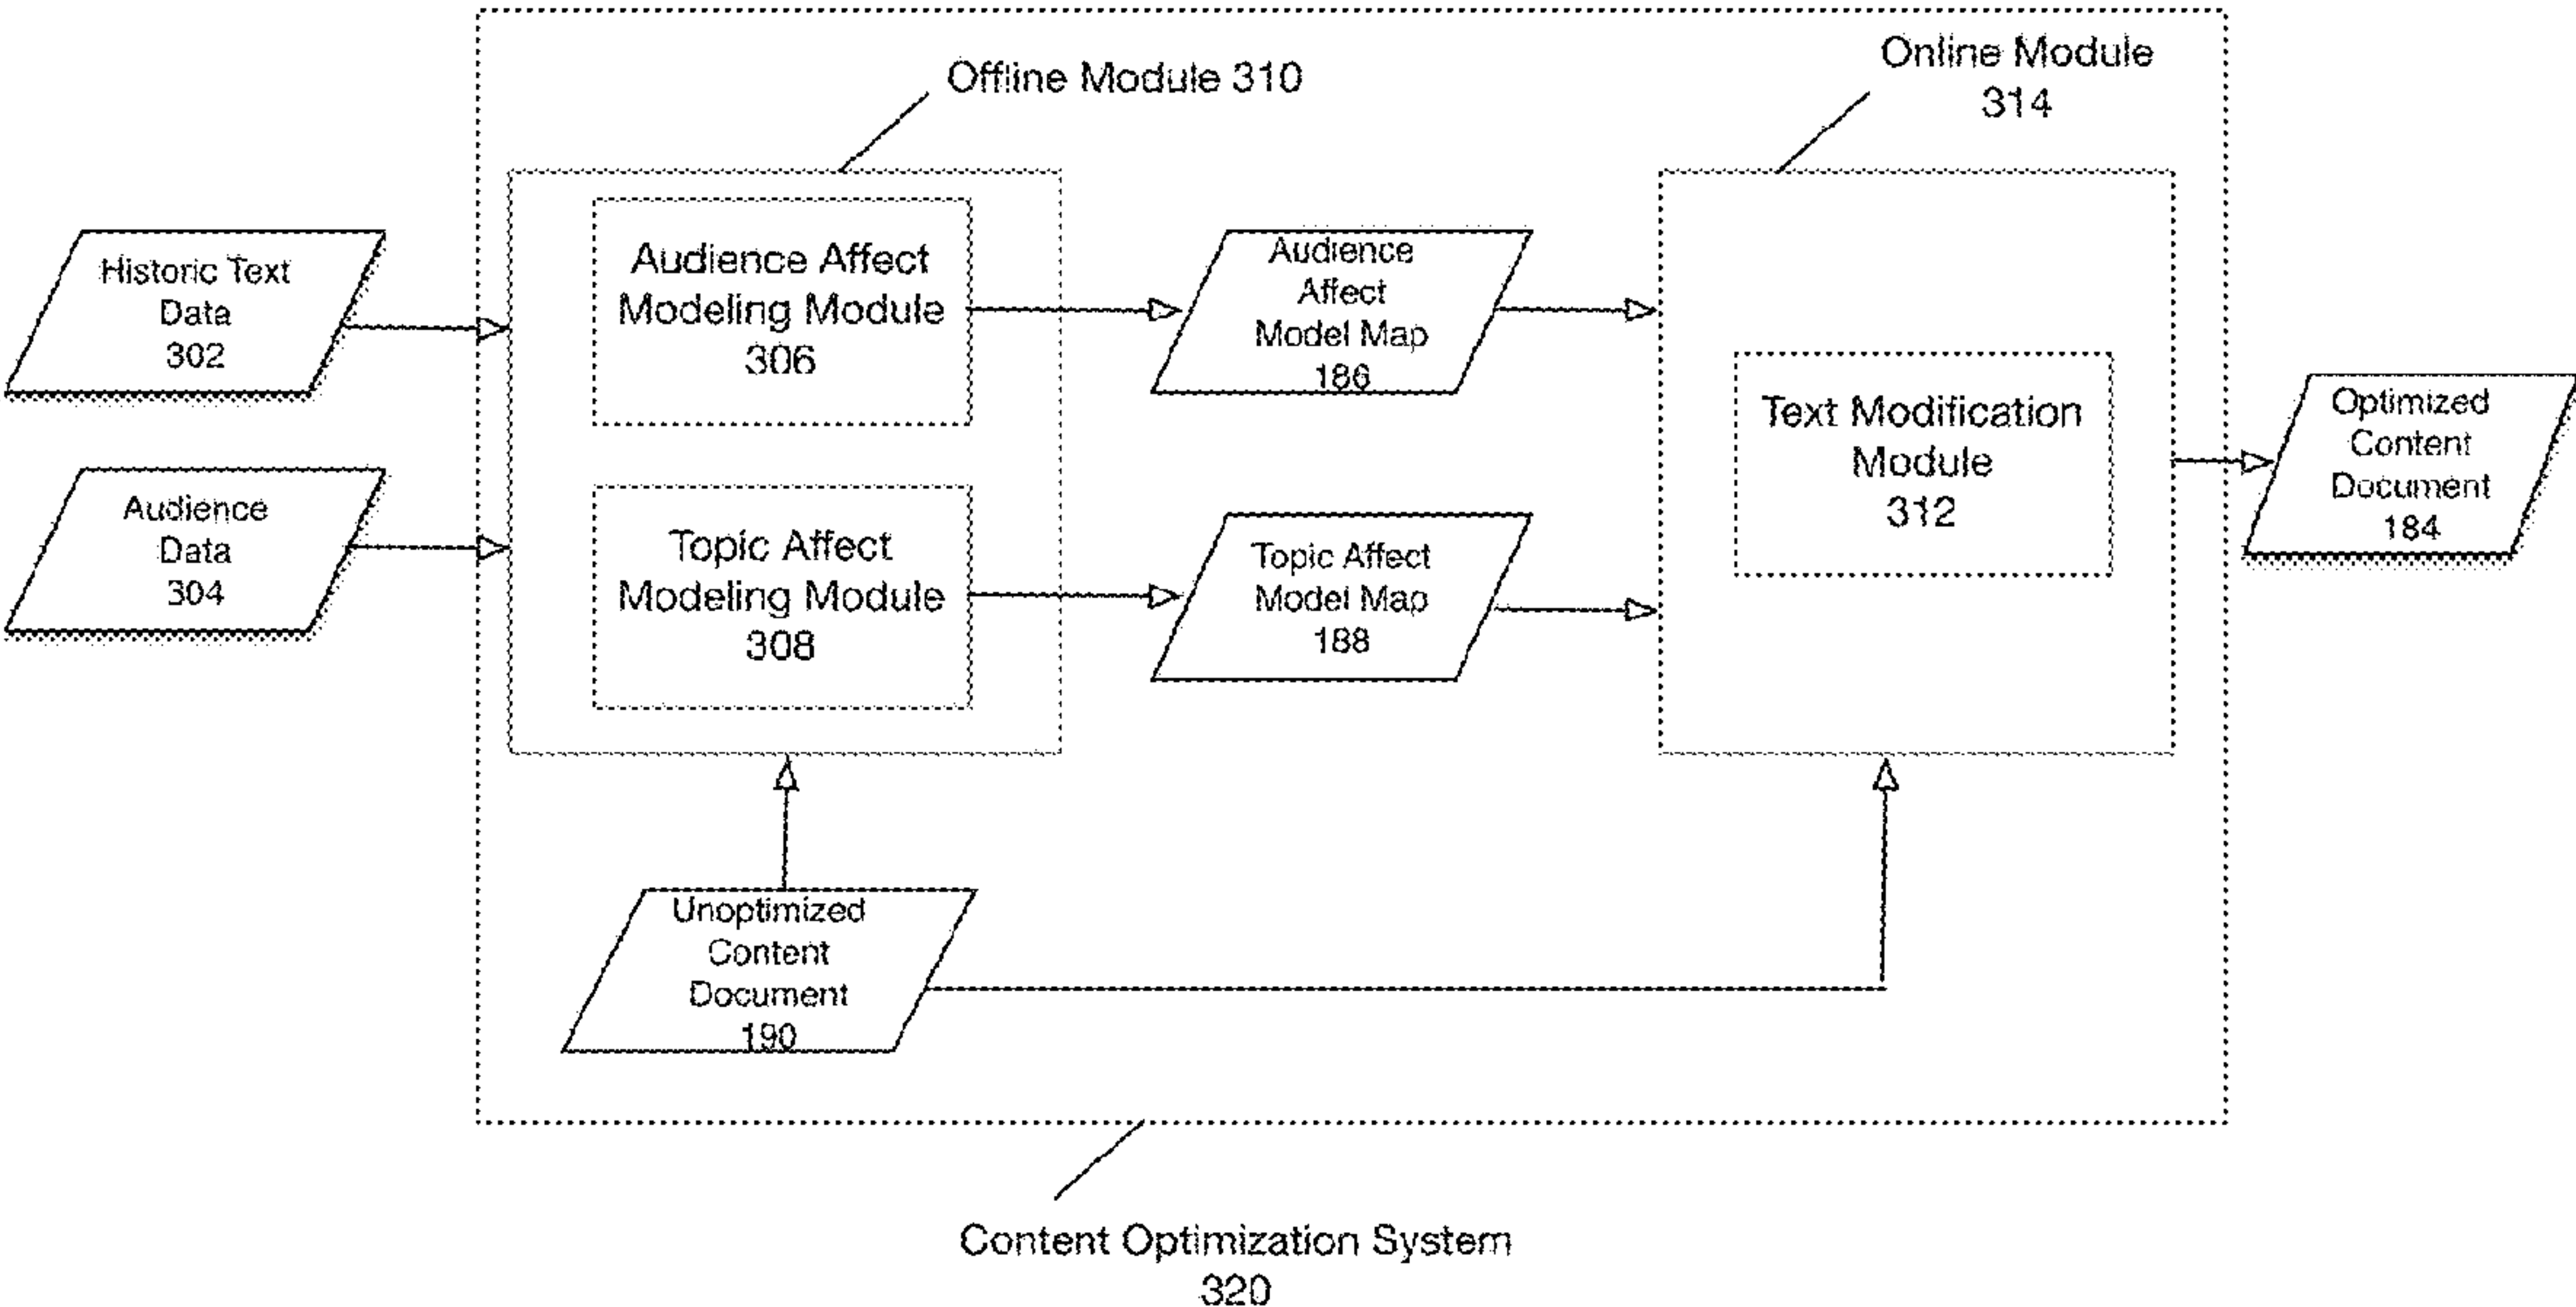 Offline Module 310
Online Module
314
Historic Text
Data
302
Audience
Data
304
Audience Affect
Modeling Module
306
Topic Affect
Modeling Module
308
Audience
Affect
Model Map
186
Topic Affect
Model Map
188
Text Modification
Module
312
Optimized
Content
Document
184
Unoptimized
Content
Document
190
Content Optimization System
320